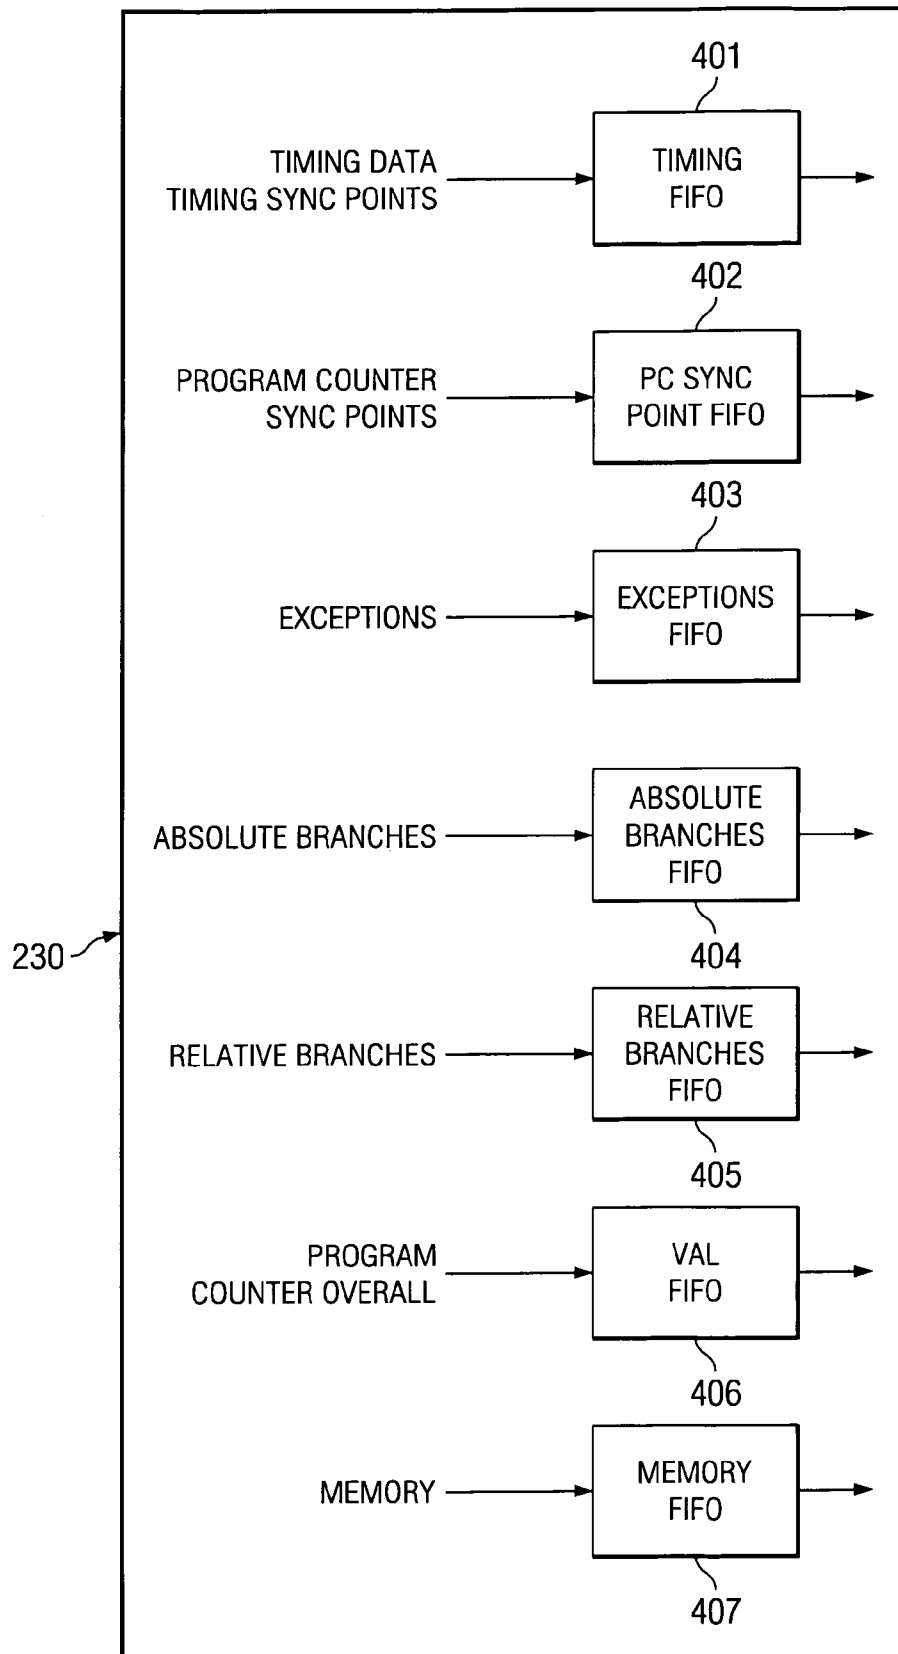 401
TIMING DATA
TIMING SYNC POINTS
TIMING
FIFO
402
PROGRAM COUNTER
SYNC POINTS
PC SYNC
POINT FIFO
403
EXCEPTIONS
EXCEPTIONS
FIFO
ABSOLUTE BRANCHES
ABSOLUTE
BRANCHES
FIFO
404
230
RELATIVE BRANCHES
RELATIVE
BRANCHES
FIFO
405
PROGRAM
COUNTER OVERALL
VAL
FIFO
406
MEMORY
MEMORY
FIFO
407